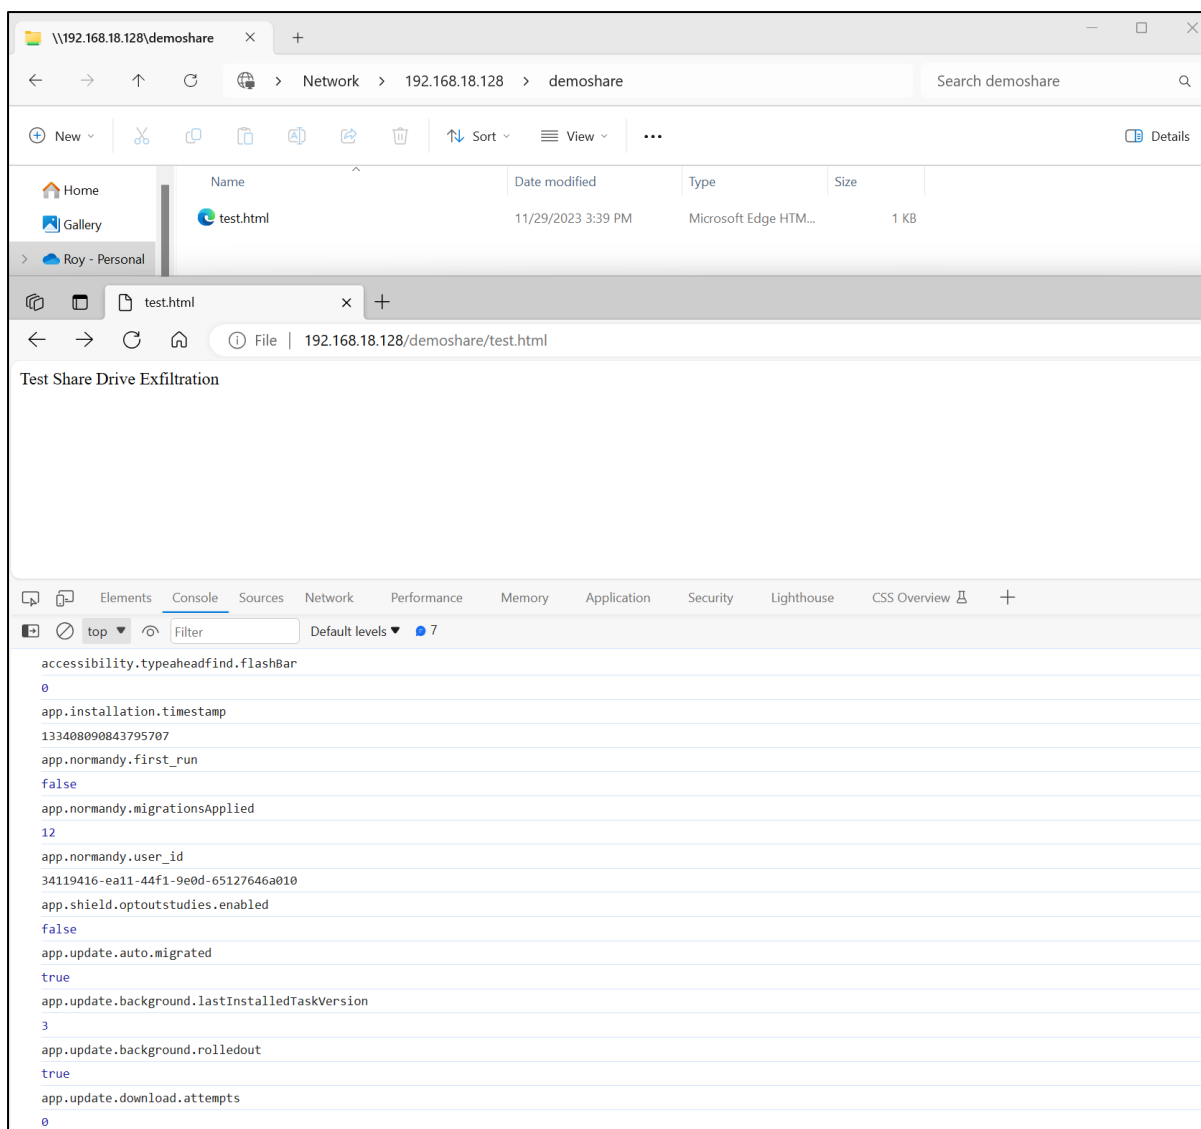 \\192.168.18.128\demoshare
Network > 192.168.18.128 > demoshare
Search demoshare
New
Sort
View
Details
Home
Gallery
Roy - Personal
Name Date modified Type Size
test.html 11/29/2023 3:39 PM Microsoft Edge HTM... 1 KB
test.html
File | 192.168.18.128/demoshare/test.html
Test Share Drive Exfiltration
Elements Console Sources Network Performance Memory Application Security Lighthouse CSS Overview
top Filter Default levels 7
accessibility.typeaheadfind.flashBar
0
app.installation.timestamp
133408090843795707
app.normandy.first_run
false
app.normandy.migrationsApplied
12
app.normandy.user_id
34119416-ea11-44f1-9e0d-65127646a010
app.shield.optoutstudies.enabled
false
app.update.auto.migrated
true
app.update.background.lastInstalledTaskVersion
3
app.update.background.rolledout
true
app.update.download.attempts
0